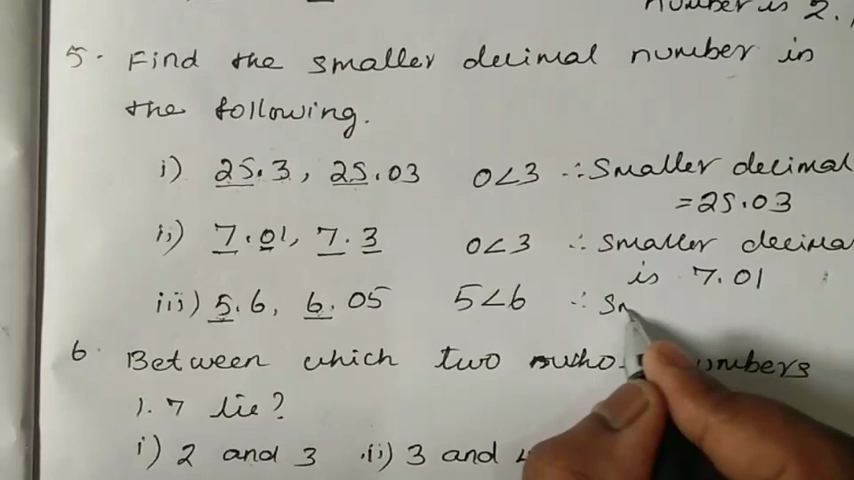 number is 2.
5. Find the smaller decimal number in
the following.
i) 25.3, 25.03 0<3 ∴ Smaller decimal
= 25.03
ii) 7.01, 7.3 0<3 ∴ smaller decima
is 7.01
iii) 5.6, 6.05 5<6 ∴ Sm
6 Between which two numbers
1.7 lie?
i) 2 and 3 ii) 3 and